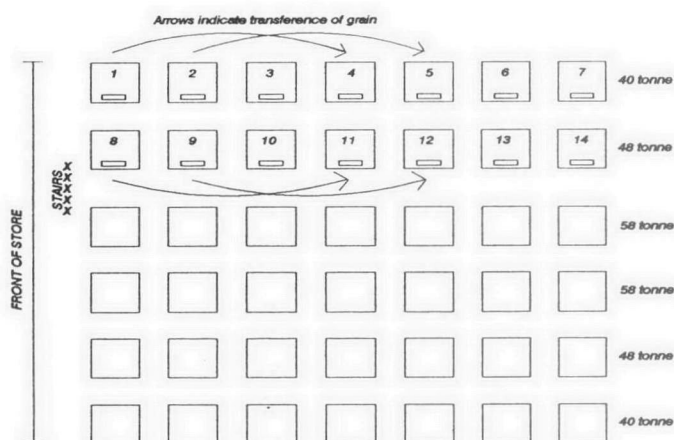 Arrows indicate transference of grain
1 2 3 4 5 6 7 40 tonne
8 9 10 11 12 13 14 48 tonne
STAIRS
xxxxx
FRONT OF STORE
58 tonne
58 tonne
48 tonne
40 tonne